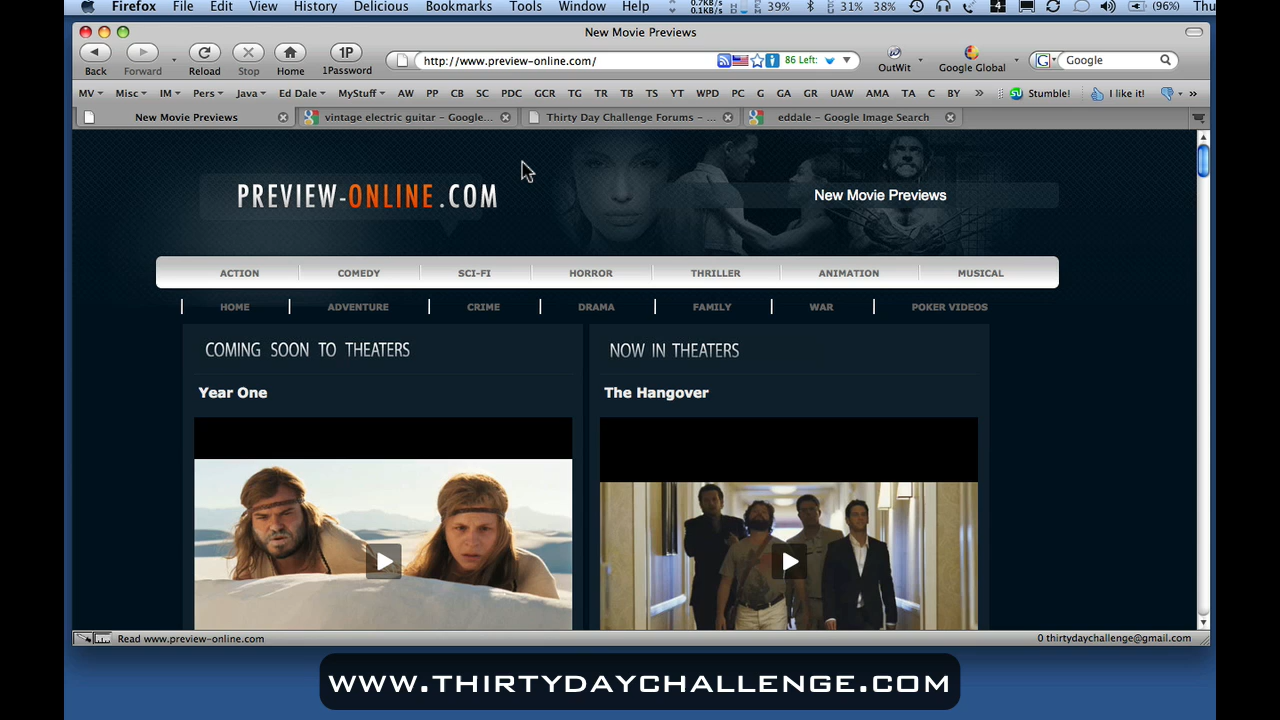 Firefox File Edit View History Delicious Bookmarks Tools Window Help 0.7KB/s 0.1KB/s 39% 31% 38% 4 (96%) Thu
New Movie Previews
Back Forward Reload Stop Home 1Password http://www.preview-online.com/ 86 Left: OutWit Google Global Google
MV Misc IM Pers Java Ed Dale MyStuff AW PP CB SC PDC GCR TG TR TB TS YT WPD PC G GA GR UAW AMA TA C BY » Stumble! I like it! »
New Movie Previews vintage electric guitar - Google... Thirty Day Challenge Forums - ... eddale - Google Image Search
PREVIEW-ONLINE.COM
New Movie Previews
ACTION COMEDY SCI-FI HORROR THRILLER ANIMATION MUSICAL
HOME ADVENTURE CRIME DRAMA FAMILY WAR POKER VIDEOS
COMING SOON TO THEATERS NOW IN THEATERS
Year One The Hangover
Read www.preview-online.com 0 thirtydaychallenge@gmail.com
WWW.THIRTYDAYCHALLENGE.COM